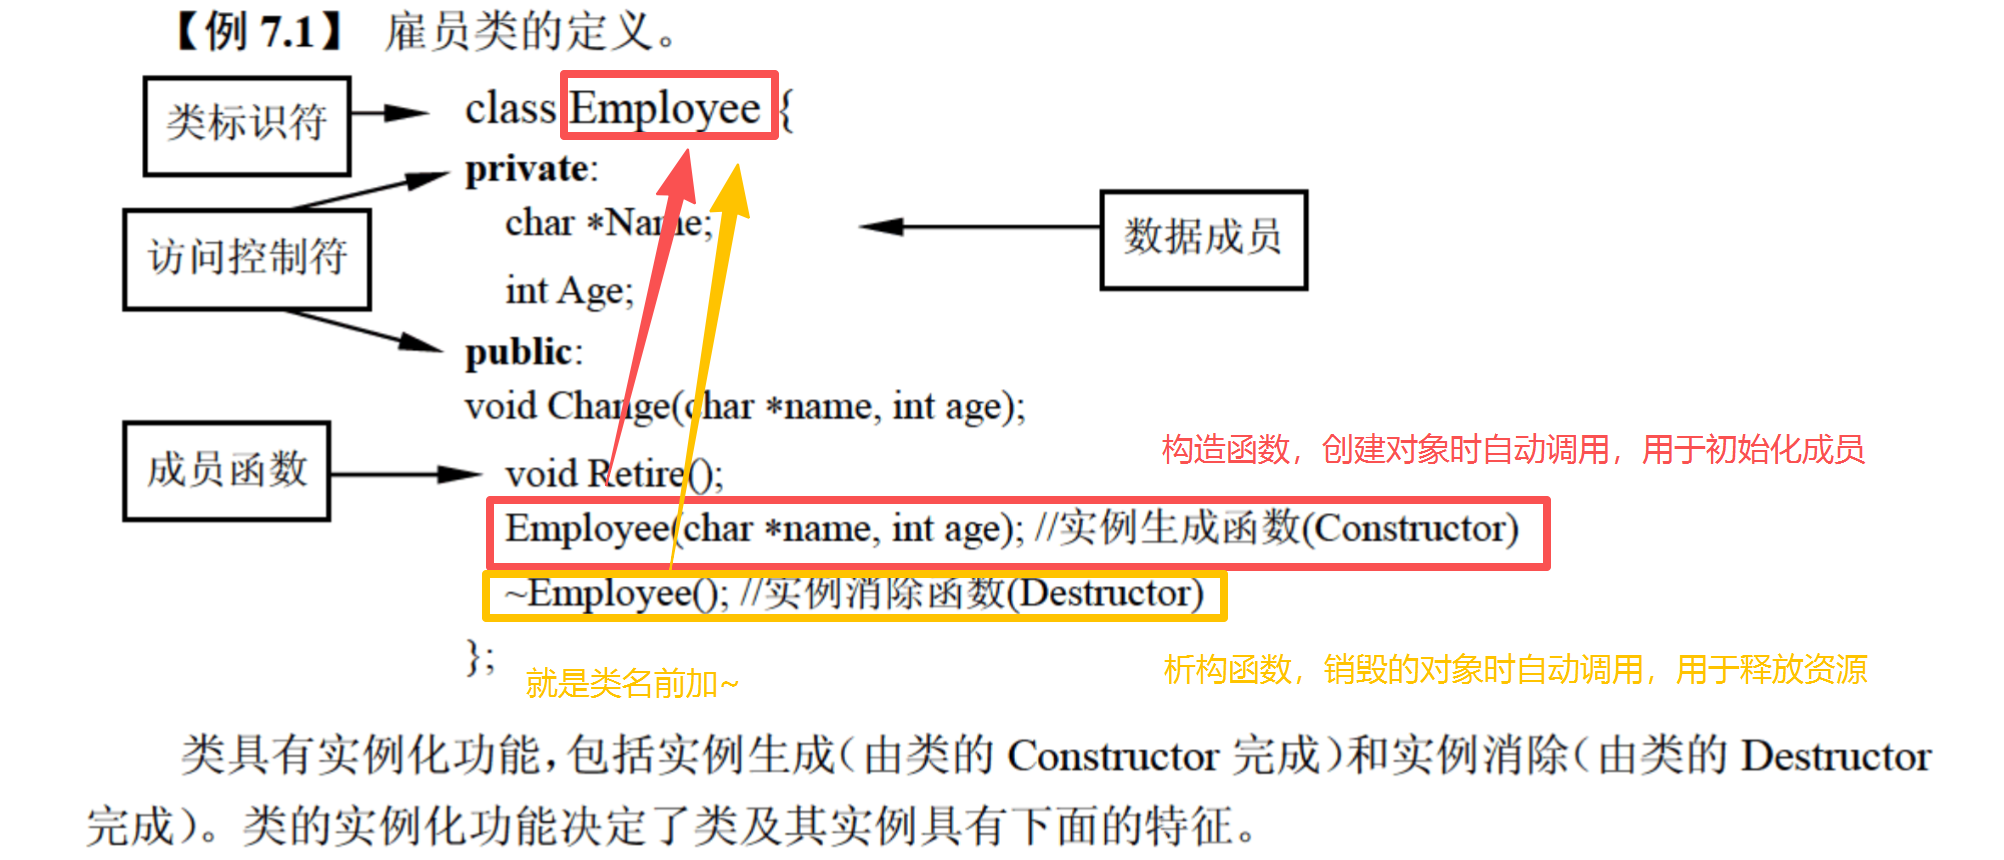 【例 7.1】 雇员类的定义。
类标识符
class Employee {
private:
访问控制符
char *Name;
数据成员
int Age;
public:
void Change(char *name, int age);
成员函数
void Retire();
构造函数，创建对象时自动调用，用于初始化成员
Employee(char *name, int age); //实例生成函数(Constructor)
~Employee(); //实例消除函数(Destructor)
};
就是类名前加~
析构函数，销毁的对象时自动调用，用于释放资源
类具有实例化功能，包括实例生成（由类的 Constructor 完成）和实例消除（由类的 Destructor
完成）。类的实例化功能决定了类及其实例具有下面的特征。